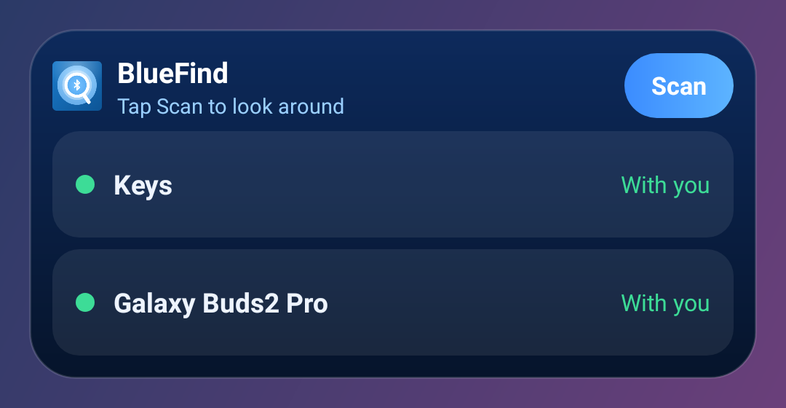 BlueFind
Tap Scan to look around
Scan
Keys
With you
Galaxy Buds2 Pro
With you